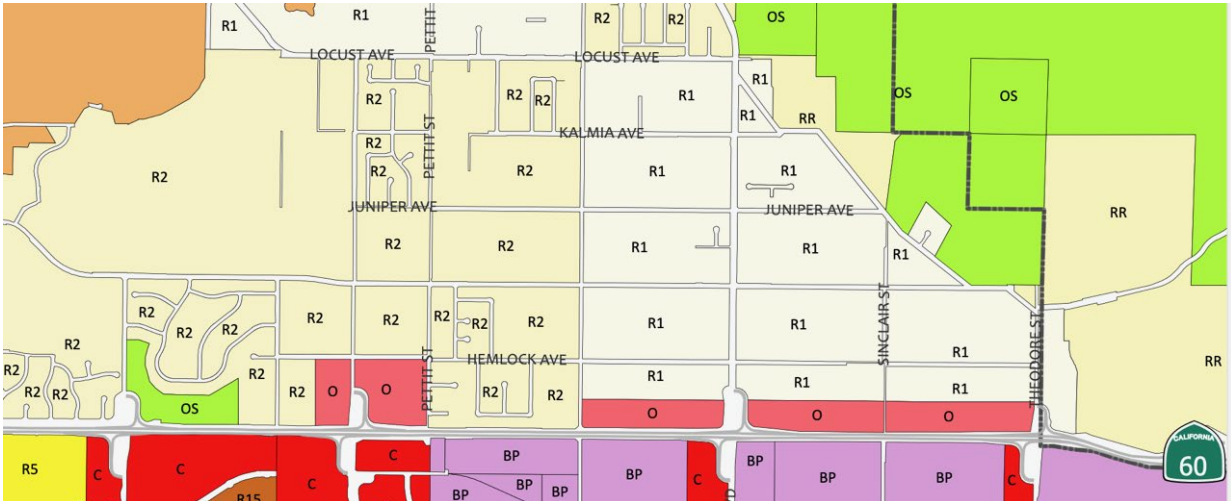 R1
R1
PETTIT
R2
R2
OS
LOCUST AVE
LOCUST AVE
R1
R2
R2
R2
R1
OS
OS
R1
RR
KALMIA AVE
PETTIT ST
R2
R2
R2
R2
R1
R1
JUNIPER AVE
JUNIPER AVE
RR
R2
R2
R1
R1
R1
SINCLAIR ST
THEODORE ST
R2
R2
R2
R2
R2
R2
R2
R2
R1
R1
R2
HEMLOCK AVE
PETTIT ST
R1
RR
R2
R2
R2
R2
R2
O
O
R2
R2
R1
R1
R1
OS
O
O
O
CALIFORNIA
60
R5
C
C
C
C
BP
BP
BP
BP
BP
C
BP
BP
BP
C
R15
D